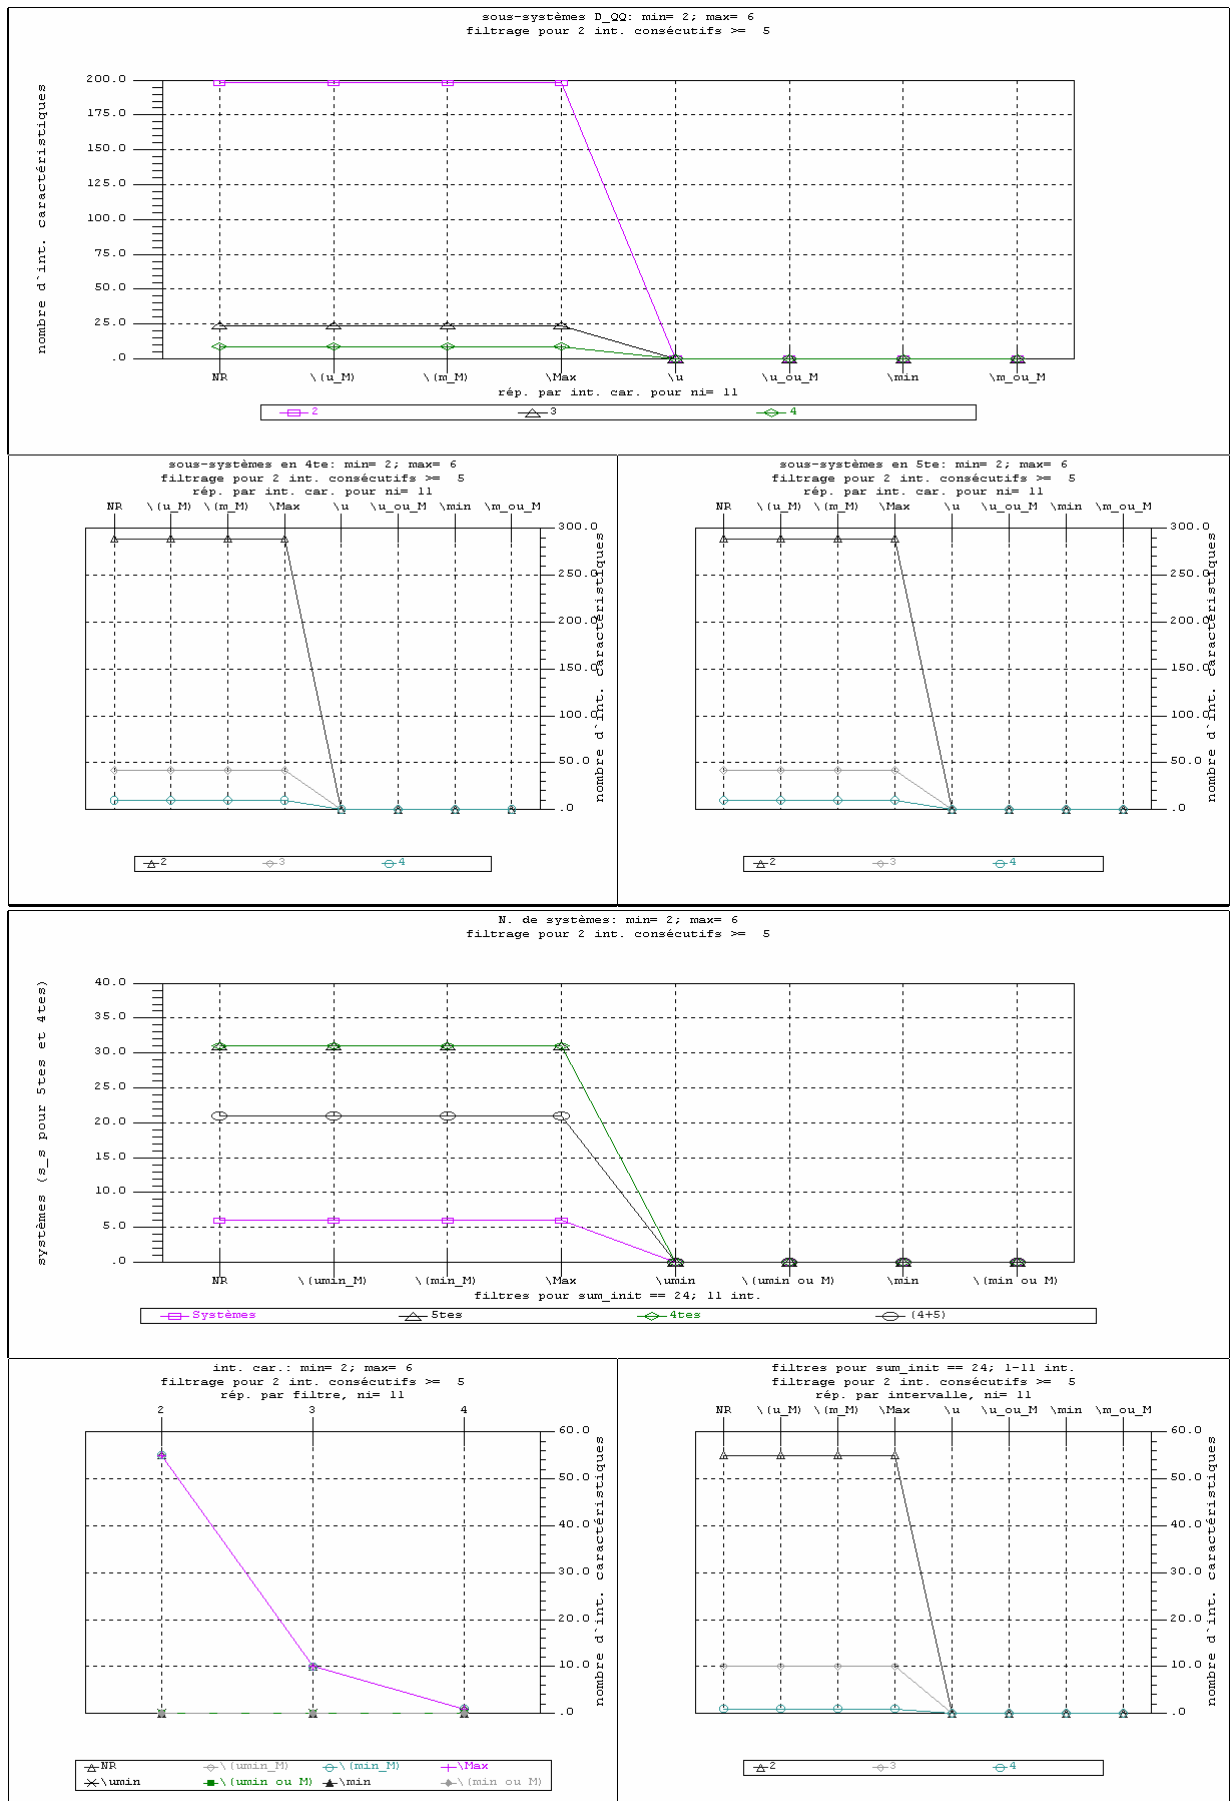 sous-systèmes D_QQ: min= 2; max= 6
filtrage pour 2 int. consécutifs >= 5
nombre d`int. caractéristiques
200.0
175.0
150.0
125.0
100.0
75.0
50.0
25.0
.0
NR \(u_M) \(m_M) \Max \u \u_ou_M \min \m_ou_M
rép. par int. car. pour ni= 11
2 3 4
sous-systèmes en 4te: min= 2; max= 6
filtrage pour 2 int. consécutifs >= 5
rép. par int. car. pour ni= 11
NR \(u_M) \(m_M) \Max \u \u_ou_M \min \m_ou_M
300.0
250.0
200.0
150.0
100.0
50.0
.0
nombre d`int. caractéristiques
2 3 4
sous-systèmes en 5te: min= 2; max= 6
filtrage pour 2 int. consécutifs >= 5
rép. par int. car. pour ni= 11
NR \(u_M) \(m_M) \Max \u \u_ou_M \min \m_ou_M
300.0
250.0
200.0
150.0
100.0
50.0
.0
nombre d`int. caractéristiques
2 3 4
N. de systèmes: min= 2; max= 6
filtrage pour 2 int. consécutifs >= 5
systèmes (s_s pour 5tes et 4tes)
40.0
35.0
30.0
25.0
20.0
15.0
10.0
5.0
.0
NR \(umin_M) \(min_M) \Max \umin \(umin ou M) \min \(min ou M)
filtres pour sum_init == 24; 11 int.
Systèmes 5tes 4tes (4+5)
int. car.: min= 2; max= 6
filtrage pour 2 int. consécutifs >= 5
rép. par filtre, ni= 11
2 3 4
60.0
50.0
40.0
30.0
20.0
10.0
.0
nombre d`int. caractéristiques
NR \(umin_M) \(min_M) \Max
\umin \(umin ou M) \min \(min ou M)
filtres pour sum_init == 24; 1-11 int.
filtrage pour 2 int. consécutifs >= 5
rép. par intervalle, ni= 11
NR \(u_M) \(m_M) \Max \u \u_ou_M \min \m_ou_M
60.0
50.0
40.0
30.0
20.0
10.0
.0
nombre d`int. caractéristiques
2 3 4